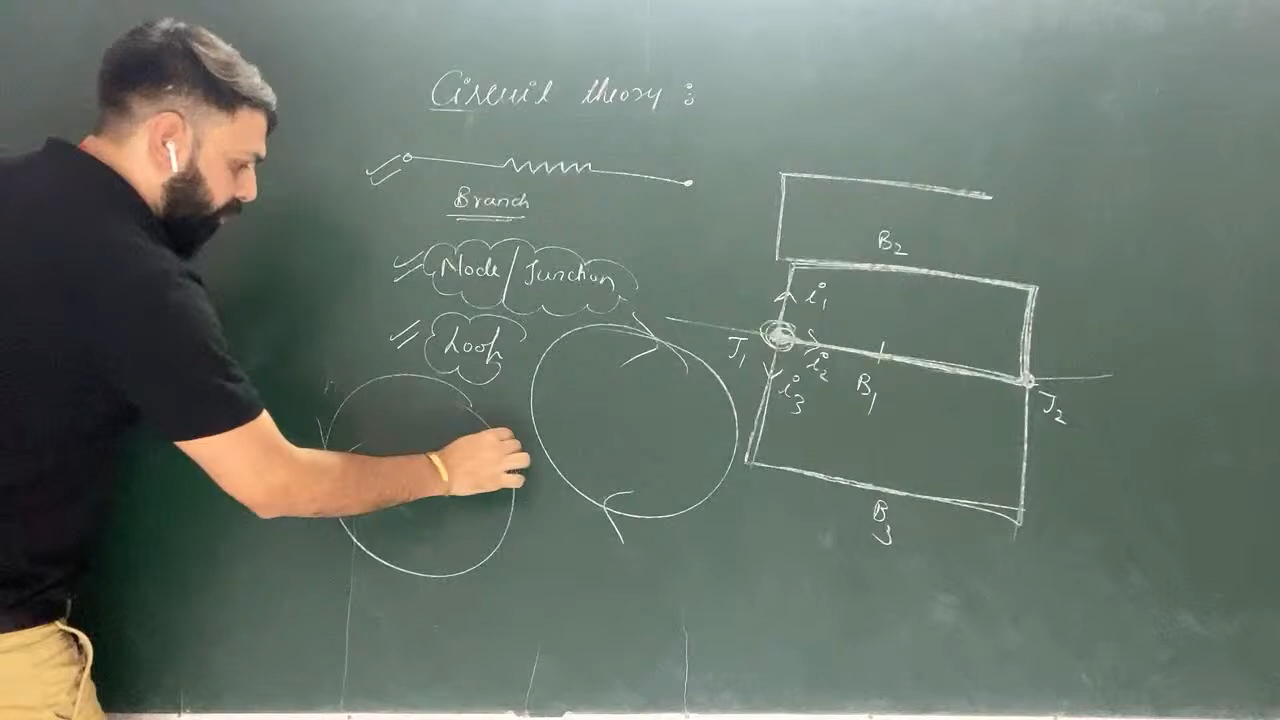 Circuit theory :
Branch
Node/Junction
Loop
B2
i1
J1
i2
B1
i3
J2
B3